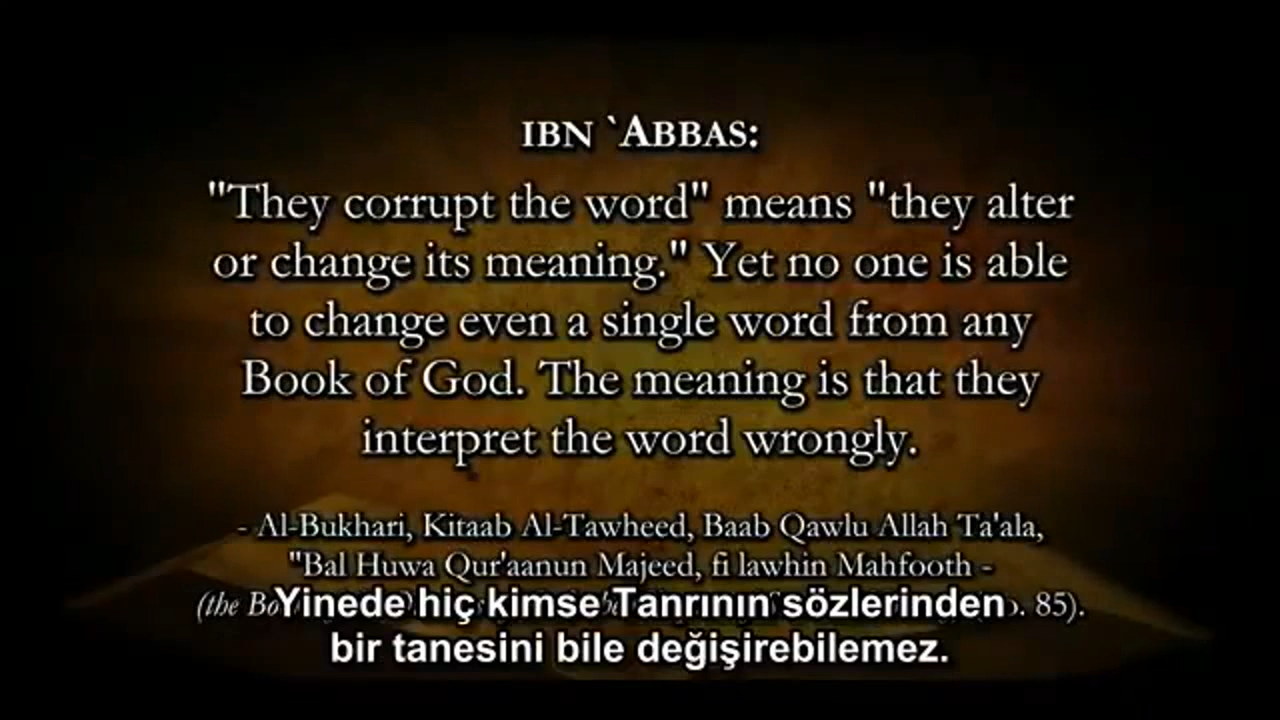 IBN `ABBAS:
"They corrupt the word" means "they alter
or change its meaning." Yet no one is able
to change even a single word from any
Book of God. The meaning is that they
interpret the word wrongly.
- Al-Bukhari, Kitaab Al-Tawheed, Baab Qawlu Allah Ta'ala,
"Bal Huwa Qur'aanun Majeed, fi lawhin Mahfooth -
(the 85).
Yinede hiç kimse Tanrının sözlerinden
bir tanesini bile değişirebilemez.